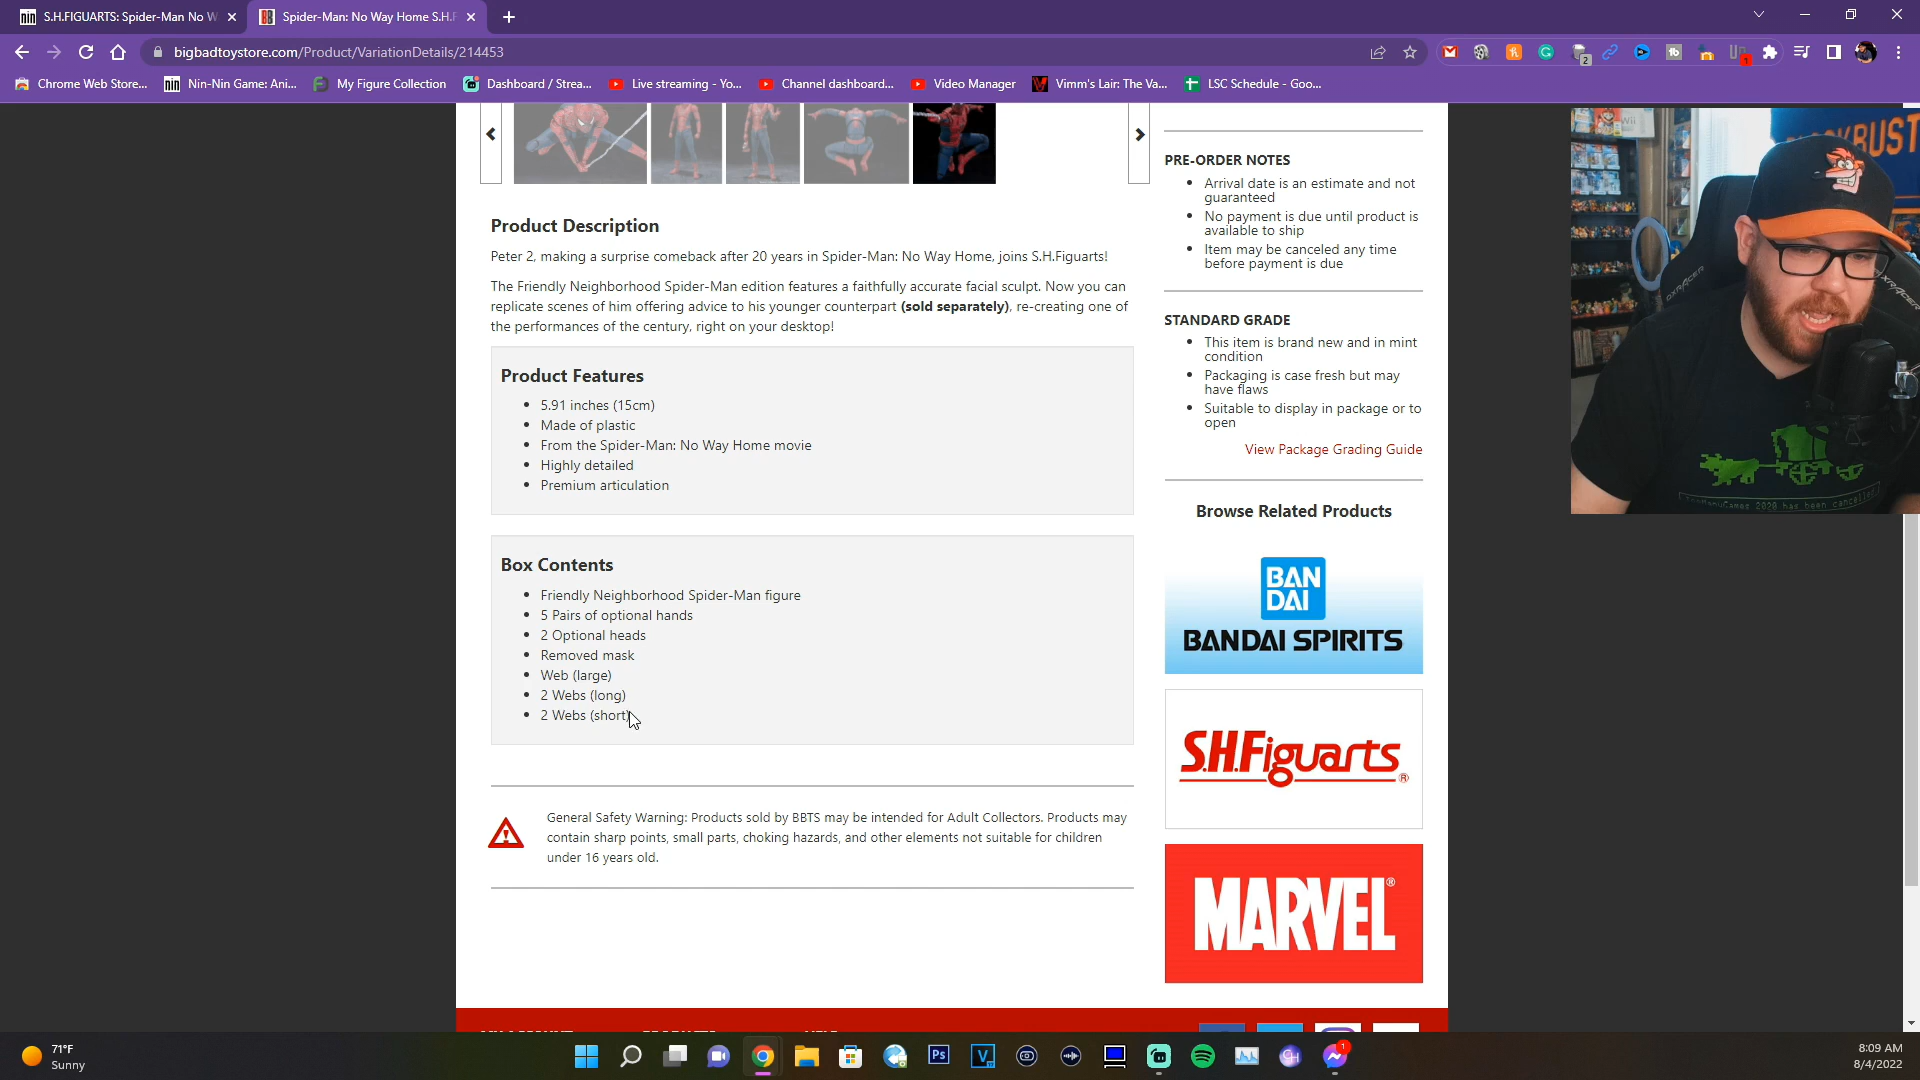 S.H.FIGUARTS: Spider-Man No W
Spider-Man: No Way Home S.H.F
bigbadtoystore.com/Product/VariationDetails/214453
Chrome Web Store...
Nin-Nin Game: Ani...
My Figure Collection
Dashboard / Strea...
Live streaming - Yo...
Channel dashboard...
Video Manager
Vimm's Lair: The Va...
LSC Schedule - Goo...
Product Description
Peter 2, making a surprise comeback after 20 years in Spider-Man: No Way Home, joins S.H.Figuarts!
The Friendly Neighborhood Spider-Man edition features a faithfully accurate facial sculpt. Now you can
replicate scenes of him offering advice to his younger counterpart (sold separately), re-creating one of
the performances of the century, right on your desktop!
Product Features
5.91 inches (15cm)
Made of plastic
From the Spider-Man: No Way Home movie
Highly detailed
Premium articulation
Box Contents
Friendly Neighborhood Spider-Man figure
5 Pairs of optional hands
2 Optional heads
Removed mask
Web (large)
2 Webs (long)
2 Webs (short)
General Safety Warning: Products sold by BBTS may be intended for Adult Collectors. Products may
contain sharp points, small parts, choking hazards, and other elements not suitable for children
under 16 years old.
PRE-ORDER NOTES
Arrival date is an estimate and not
guaranteed
No payment is due until product is
available to ship
Item may be canceled any time
before payment is due
STANDARD GRADE
This item is brand new and in mint
condition
Packaging is case fresh but may
have flaws
Suitable to display in package or to
open
View Package Grading Guide
Browse Related Products
BAN
DAI
BANDAI SPIRITS
S.H.Figuarts®
MARVEL®
Wii
BUST
DXRACER
2020 has been cancelled
71°F
Sunny
Ps
V
8:09 AM
8/4/2022